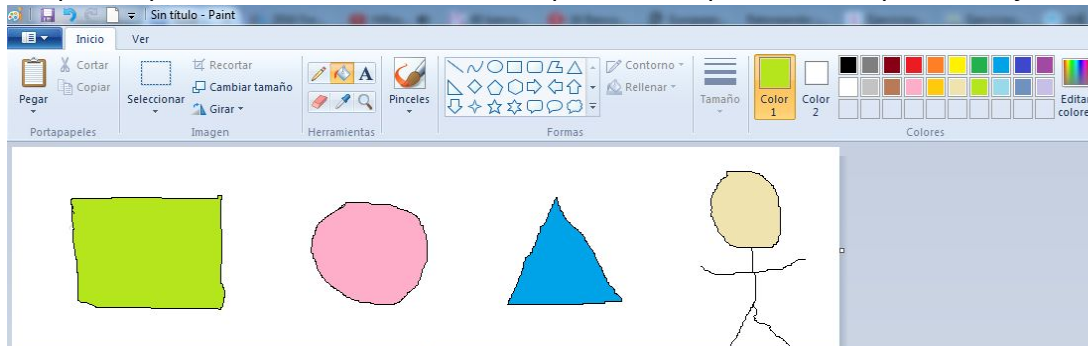 Sin título - Paint
Inicio Ver
Pegar
Cortar
Copiar
Portapapeles
Seleccionar
Recortar
Cambiar tamaño
Girar
Imagen
A
Herramientas
Pinceles
Contorno
Rellenar
Formas
Tamaño
Color 1
Color 2
Colores
Editar